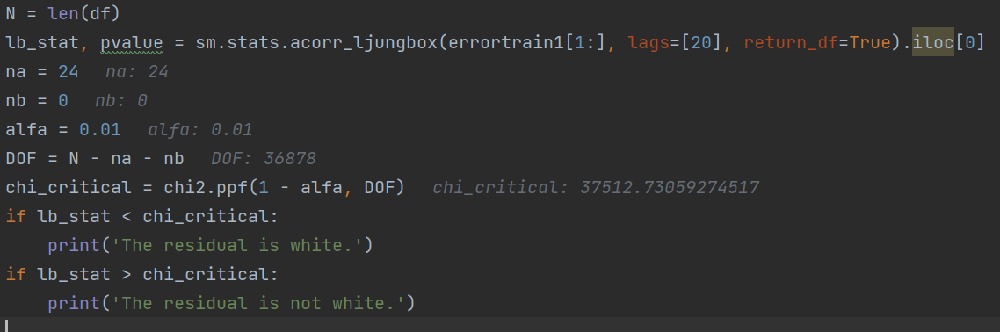 N = len(df)
lb_stat, pvalue = sm.stats.acorr_ljungbox(errortrain1[1:], lags=[20], return_df=True).iloc[0]
na = 24   na: 24
nb = 0   nb: 0
alfa = 0.01   alfa: 0.01
DOF = N - na - nb   DOF: 36878
chi_critical = chi2.ppf(1 - alfa, DOF)   chi_critical: 37512.73059274517
if lb_stat < chi_critical:
    print('The residual is white.')
if lb_stat > chi_critical:
    print('The residual is not white.')